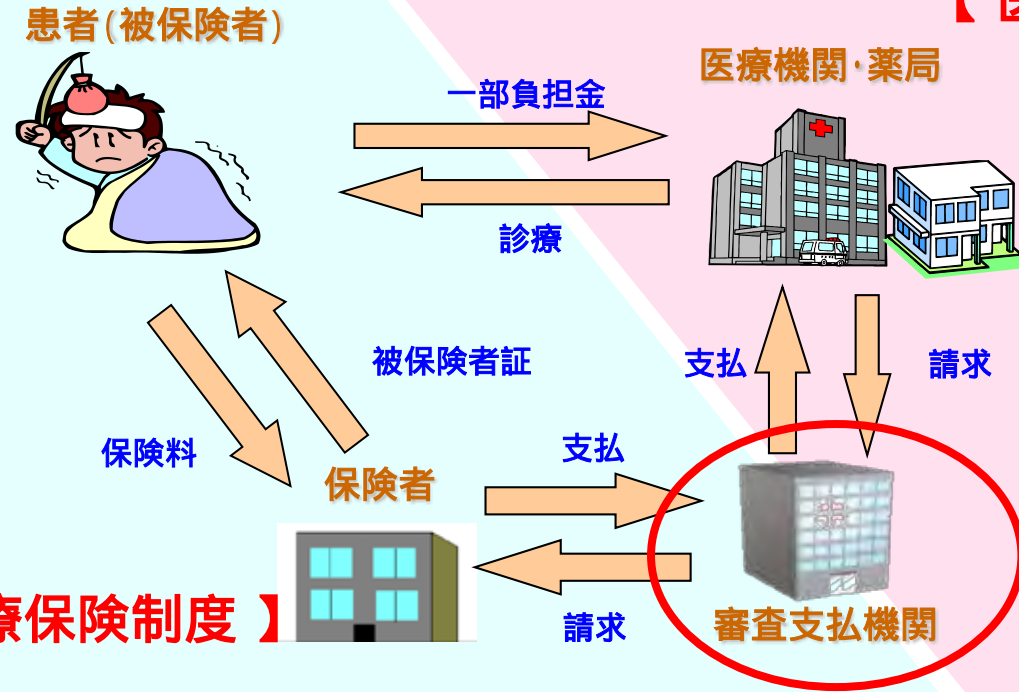 【 医
患者(被保険者)
医療機関・薬局
一部負担金
診療
被保険者証
支払
請求
保険料
支払
保険者
請求
審査支払機関
療保険制度 】